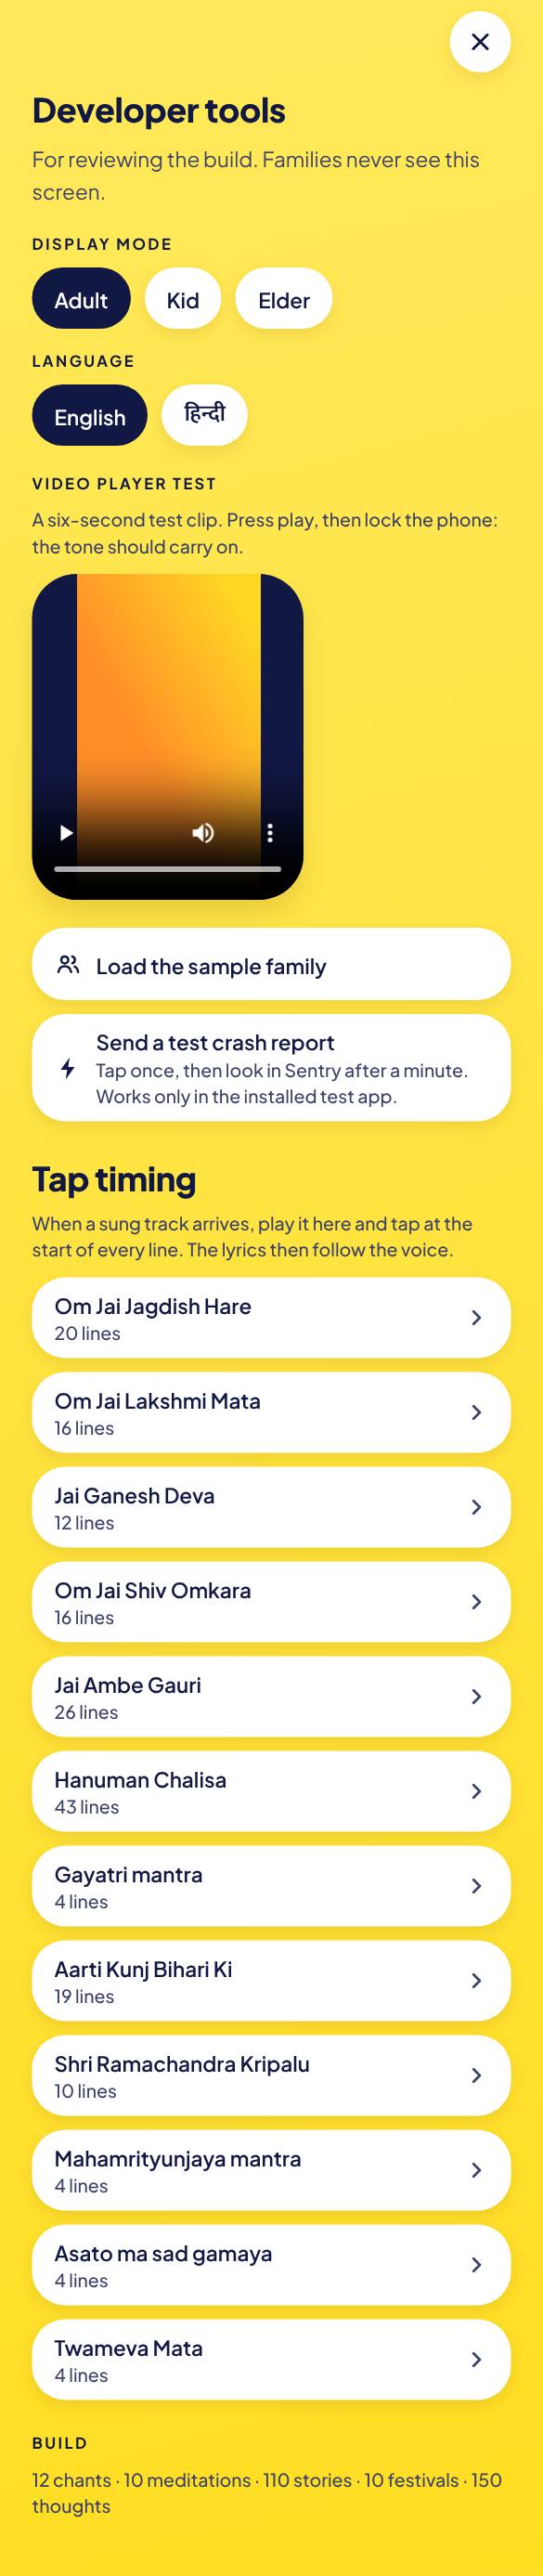 Developer tools
For reviewing the build. Families never see this
screen.
DISPLAY MODE
Adult
Kid
Elder
LANGUAGE
English
हिन्दी
VIDEO PLAYER TEST
A six-second test clip. Press play, then lock the phone:
the tone should carry on.
Load the sample family
Send a test crash report
Tap once, then look in Sentry after a minute.
Works only in the installed test app.
Tap timing
When a sung track arrives, play it here and tap at the
start of every line. The lyrics then follow the voice.
Om Jai Jagdish Hare
20 lines
Om Jai Lakshmi Mata
16 lines
Jai Ganesh Deva
12 lines
Om Jai Shiv Omkara
16 lines
Jai Ambe Gauri
26 lines
Hanuman Chalisa
43 lines
Gayatri mantra
4 lines
Aarti Kunj Bihari Ki
19 lines
Shri Ramachandra Kripalu
10 lines
Mahamrityunjaya mantra
4 lines
Asato ma sad gamaya
4 lines
Twameva Mata
4 lines
BUILD
12 chants · 10 meditations · 110 stories · 10 festivals · 150
thoughts